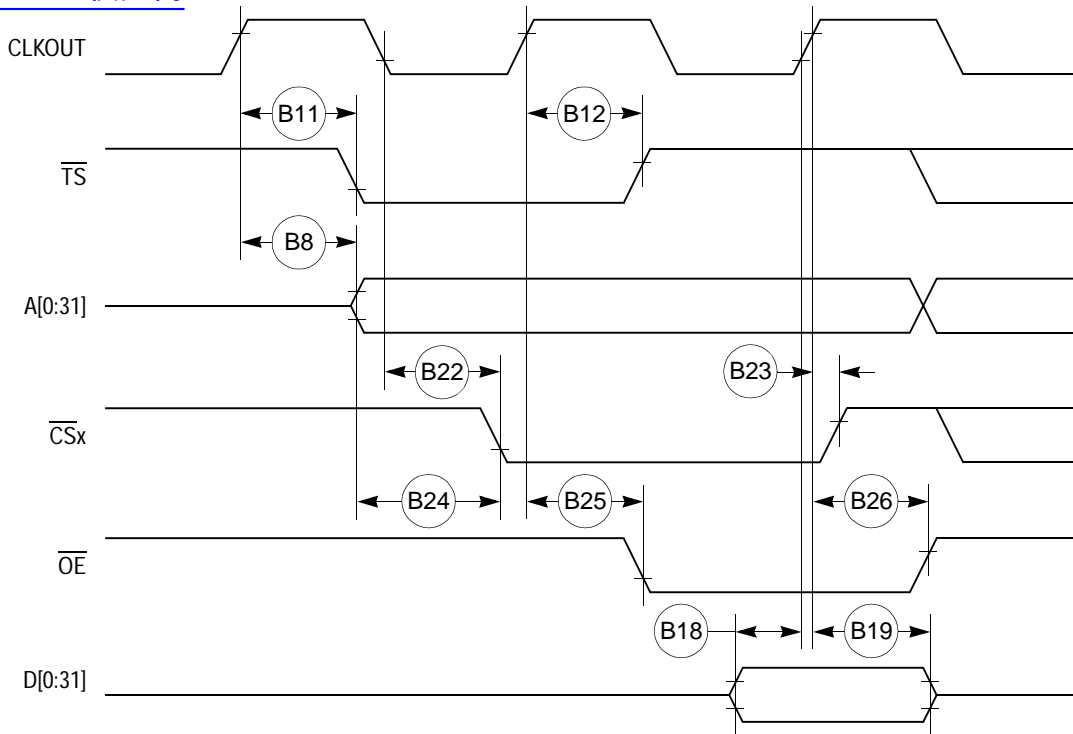 CLKOUT
B11
B12
TS
B8
A[0:31]
B22
B23
CSx
B24
B25
B26
OE
B18
B19
D[0:31]